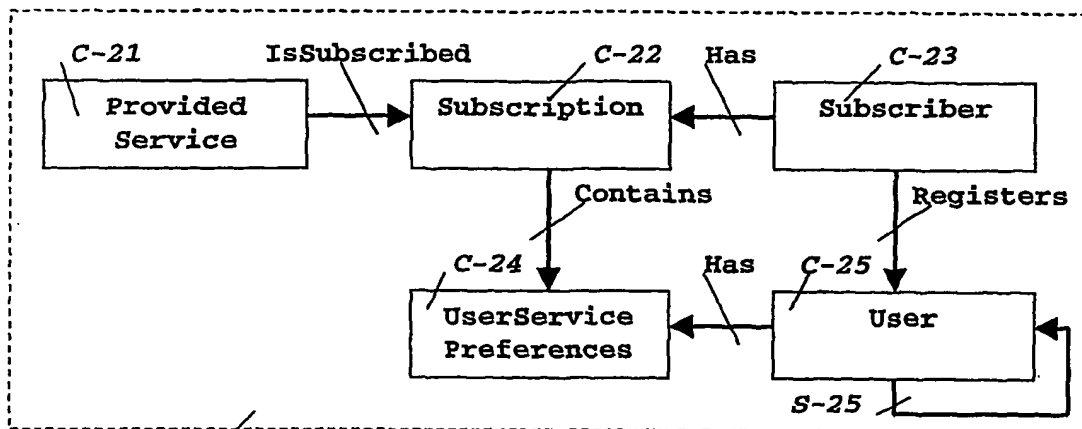 C-21
IsSubscribed
C-22
Has
C-23
Provided
Service
Subscription
Subscriber
Contains
Registers
C-24
Has
C-25
UserService
Preferences
User
S-25